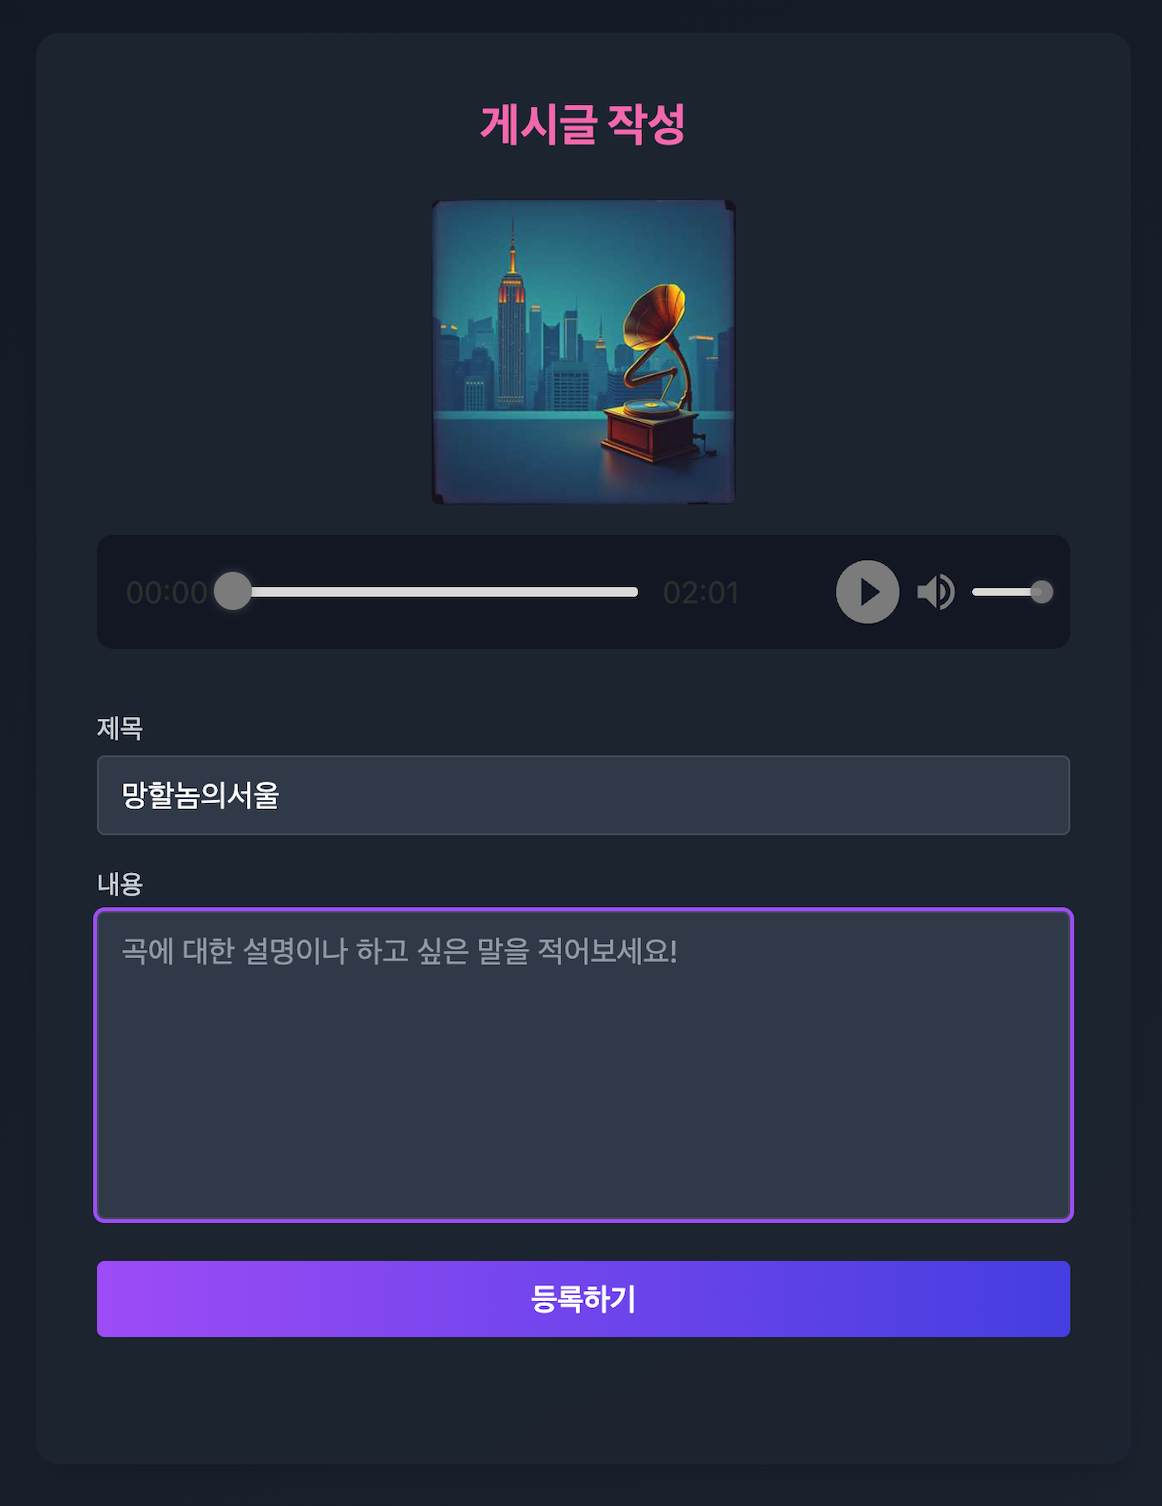 게시글 작성
00:00 02:01
제목
망할놈의서울
내용
곡에 대한 설명이나 하고 싶은 말을 적어보세요!
등록하기